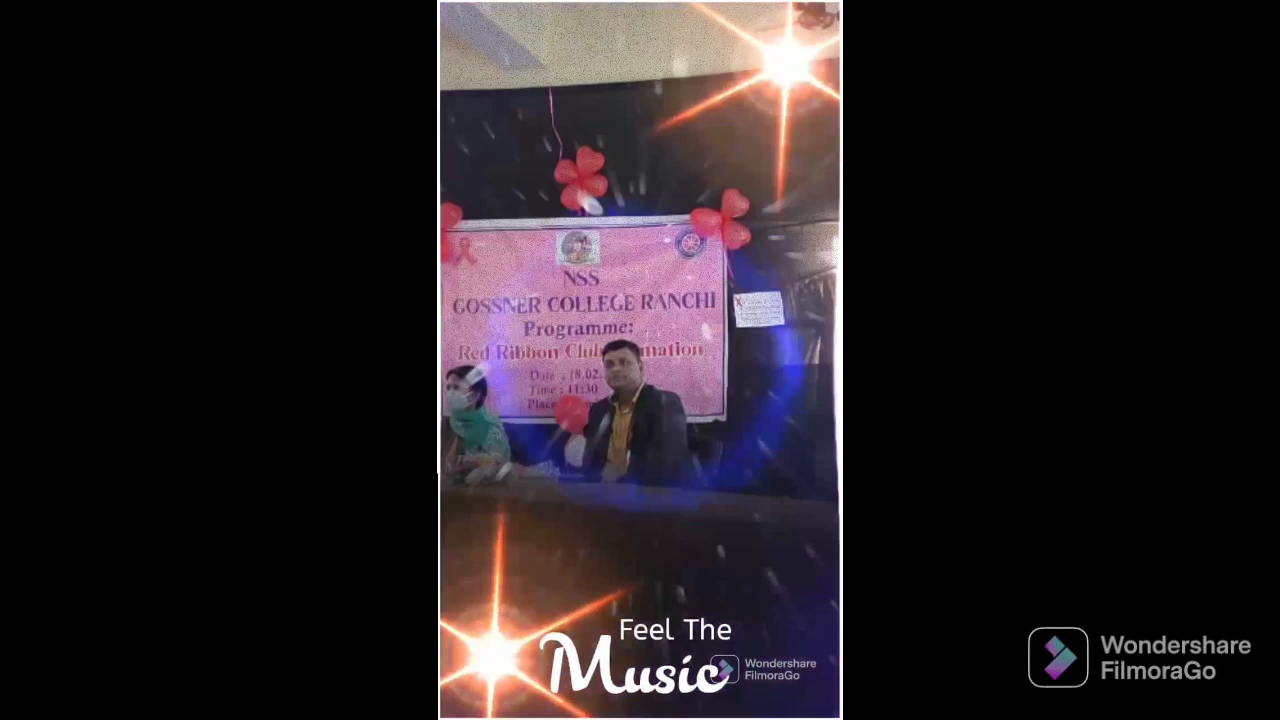 NSS
GOSSNER COLLEGE RANCHI
Programme:
Red Ribbon Club
Date : 18.02.
Time : 11:30
Place
Feel The
Music
Wondershare
FilmoraGo
Wondershare
FilmoraGo